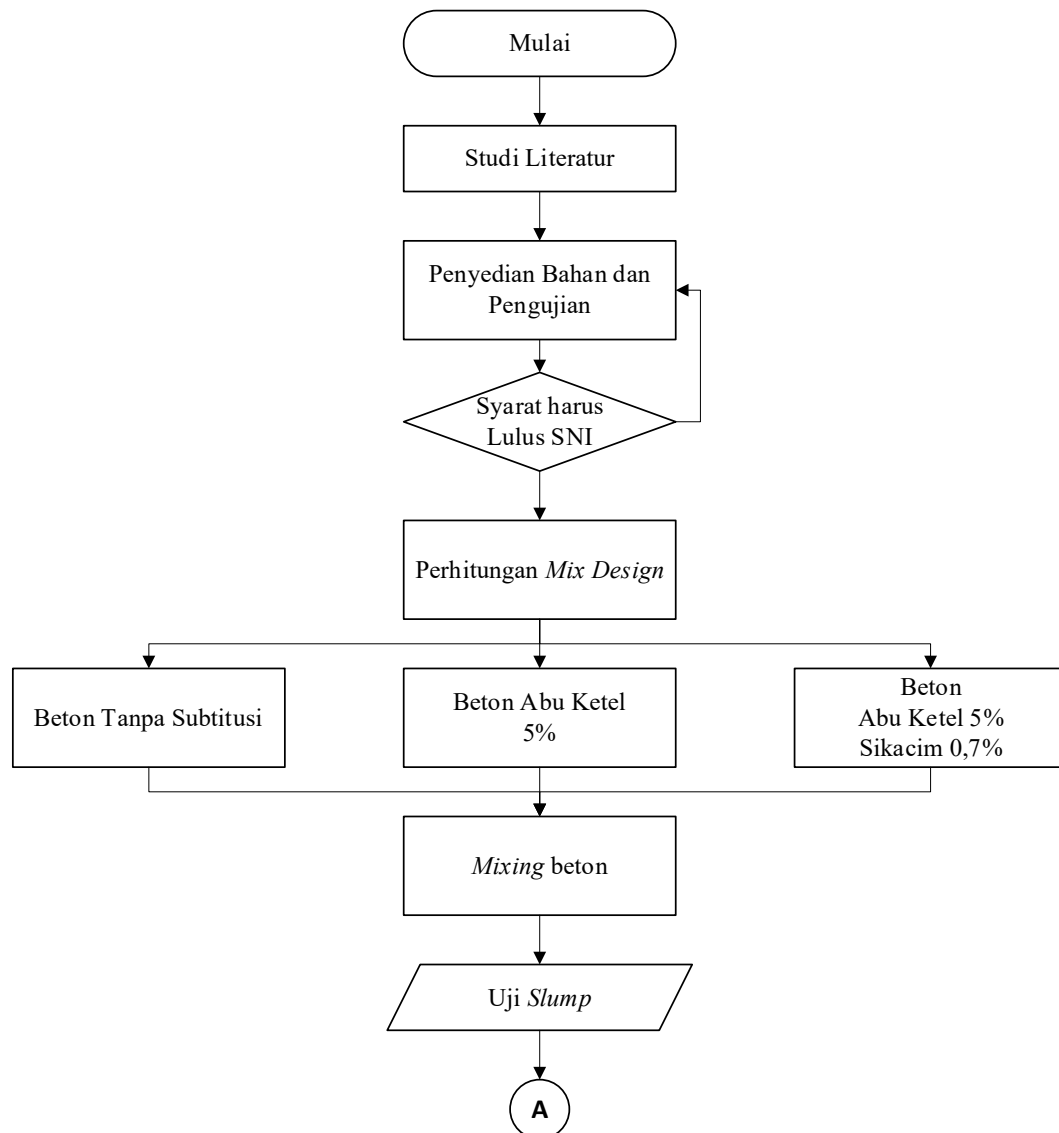 Mulai
Studi Literatur
Penyedian Bahan dan
Pengujian
Syarat harus
Lulus SNI
Perhitungan Mix Design
Beton Tanpa Subtitusi
Beton Abu Ketel
5%
Beton
Abu Ketel 5%
Sikacim 0,7%
Mixing beton
Uji Slump
A